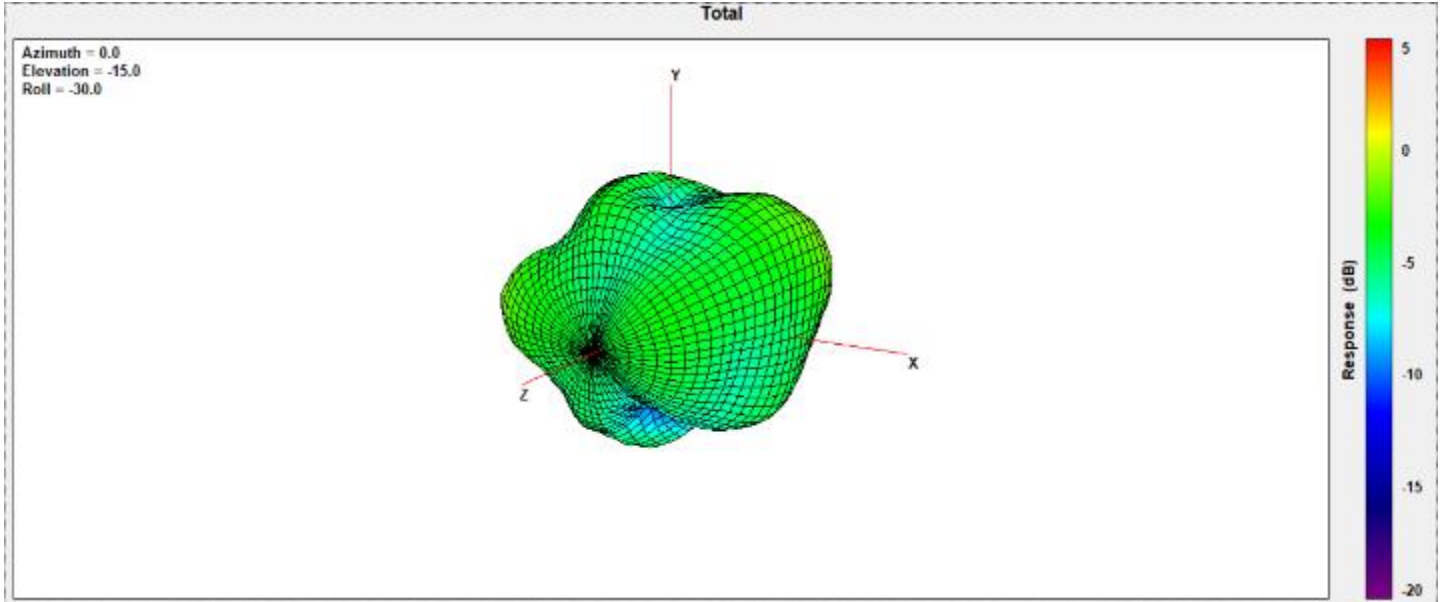 Total
Azimuth = 0.0
Elevation = -15.0
Roll = -30.0
Y
X
Z
Response (dB)
5
0
-5
-10
-15
-20